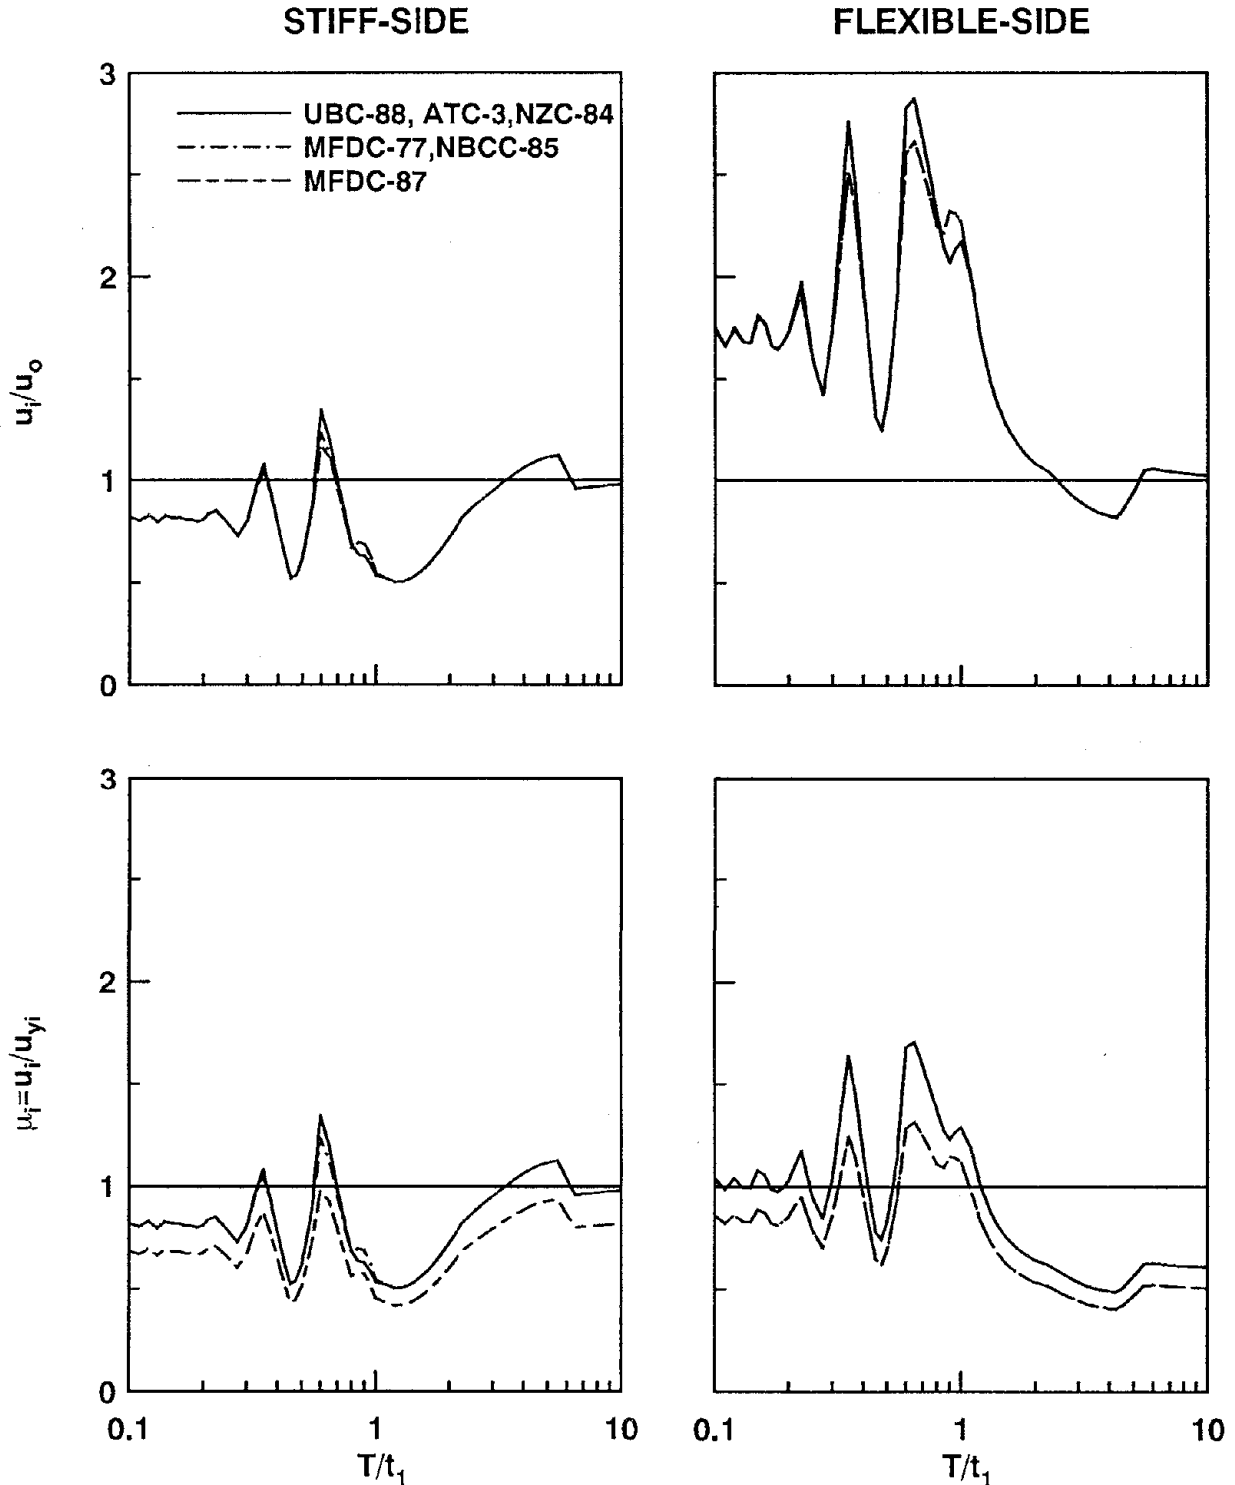 STIFF-SIDE
FLEXIBLE-SIDE
3
UBC-88, ATC-3,NZC-84
MFDC-77,NBCC-85
MFDC-87
2
uᵢ/uₒ
1
0
3
2
μᵢ=uᵢ/u_yi
1
0
0.1 1 10
0.1 1 10
T/t₁
T/t₁